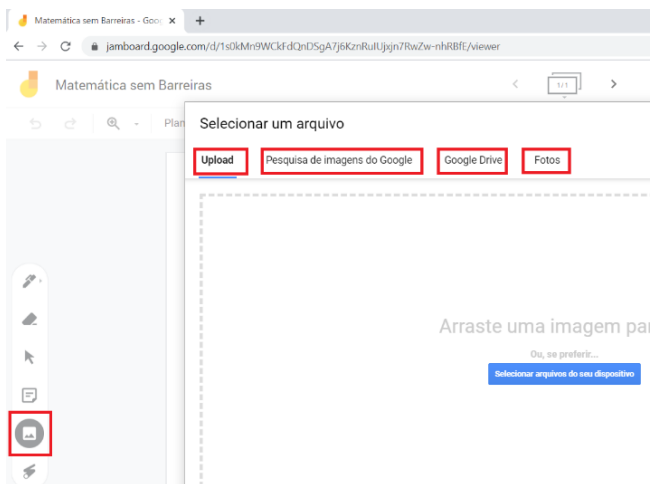 Matemática sem Barreiras - Goo
jamboard.google.com/d/1s0kMn9WCkFdQnDSgA7j6KznRuIUjxjn7RwZw-nhRBfE/viewer
Matemática sem Barreiras
1/1
Plan
Selecionar um arquivo
Upload Pesquisa de imagens do Google Google Drive Fotos
Arraste uma imagem par
Ou, se preferir...
Selecionar arquivos do seu dispositivo